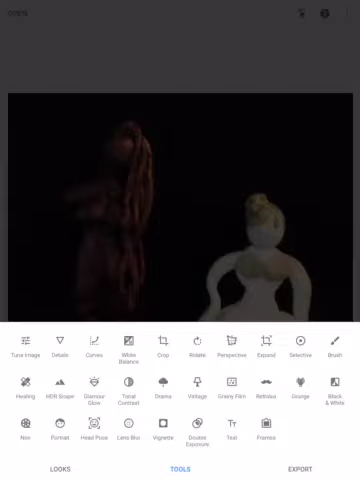 OPEN
Tune Image Details Curves White Balance Crop Rotate Perspective Expand Selective Brush
Healing HDR Scape Glamour Glow Tonal Contrast Drama Vintage Grainy Film Retrolux Grunge Black & White
Noir Portrait Head Pose Lens Blur Vignette Double Exposure Text Frames
LOOKS TOOLS EXPORT